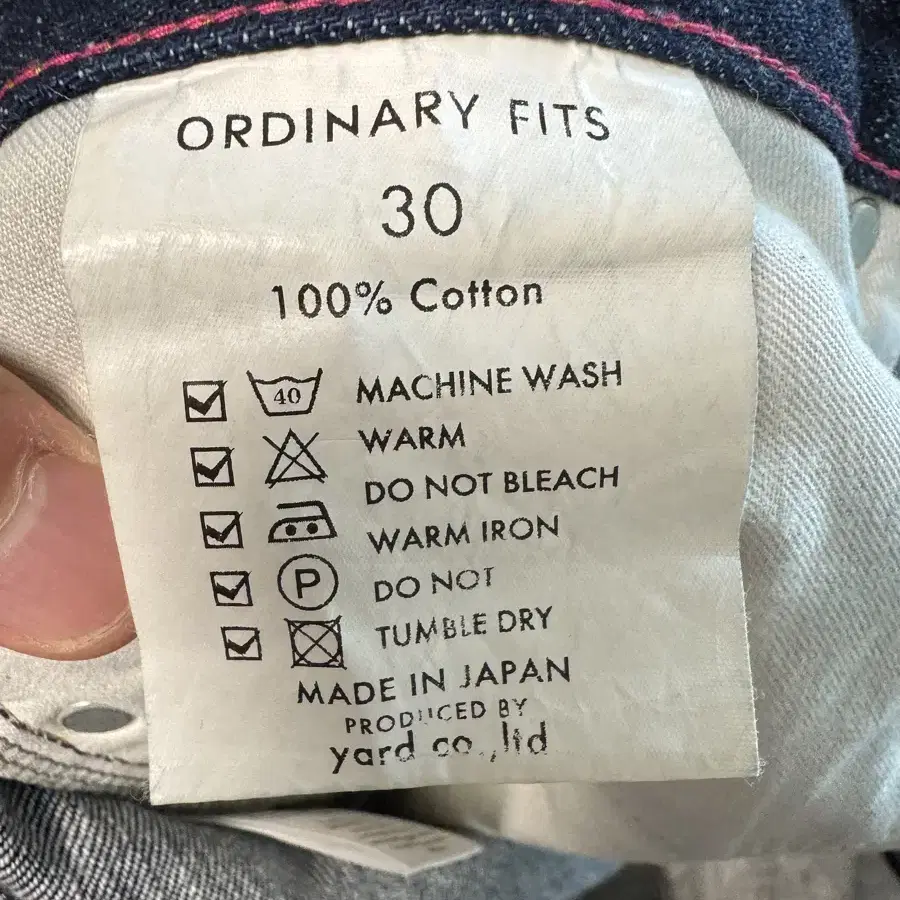 ORDINARY FITS
30
100% Cotton
40 MACHINE WASH
WARM
DO NOT BLEACH
WARM IRON
P DO NOT
TUMBLE DRY
MADE IN JAPAN
PRODUCED BY
yard co.,ltd